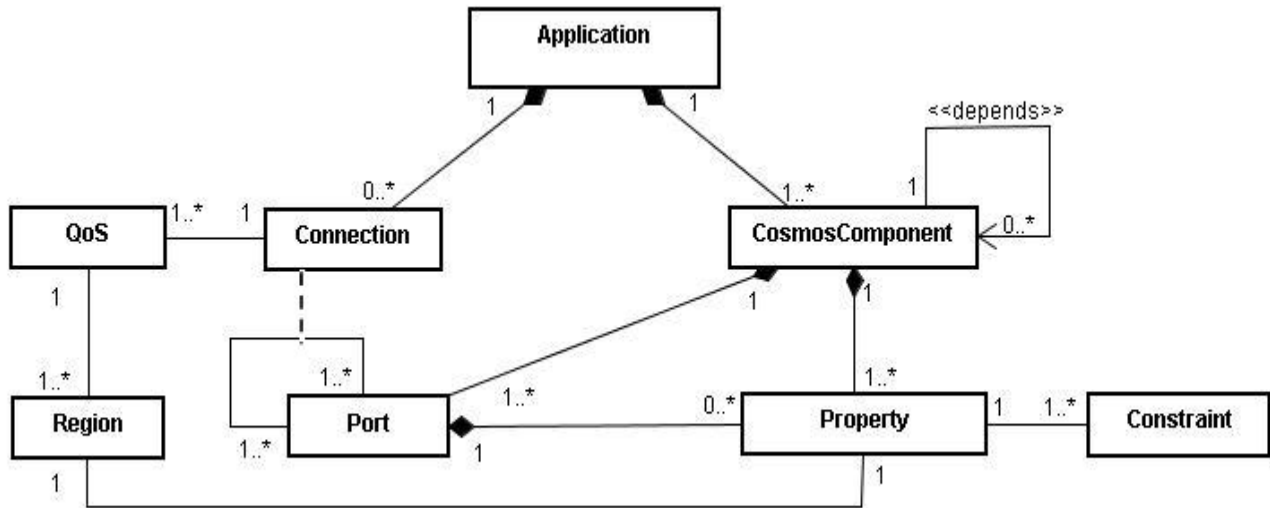 Application
1
1
<<depends>>
0..*
1..*
1
0..*
1..*
1
QoS
Connection
CosmosComponent
1
1
1
1..*
1..*
1..*
1..*
0..*
1
1..*
Region
Port
Property
Constraint
1..*
1
1
1